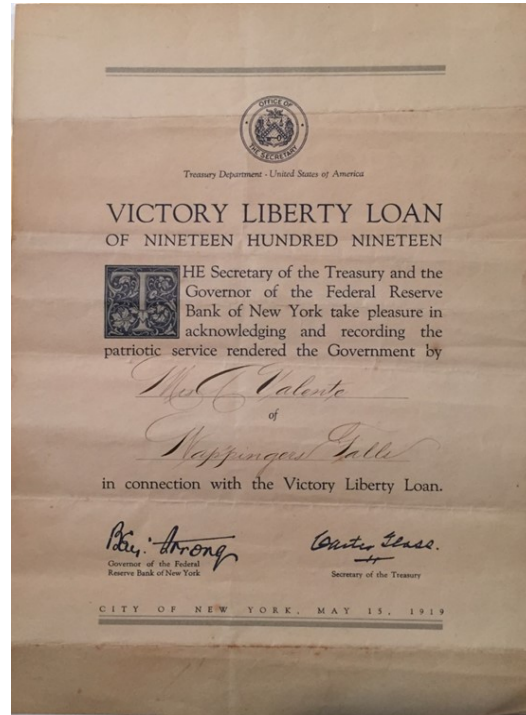 OFFICE OF
THE SECRETARY
Treasury Department · United States of America
VICTORY LIBERTY LOAN
OF NINETEEN HUNDRED NINETEEN
THE Secretary of the Treasury and the
Governor of the Federal Reserve
Bank of New York take pleasure in
acknowledging and recording the
patriotic service rendered the Government by
Valente
of
Wappingers Falls
in connection with the Victory Liberty Loan.
Benj. Strong
Carter Glass.
Governor of the Federal
Reserve Bank of New York
Secretary of the Treasury
CITY OF NEW YORK, MAY 15, 1919